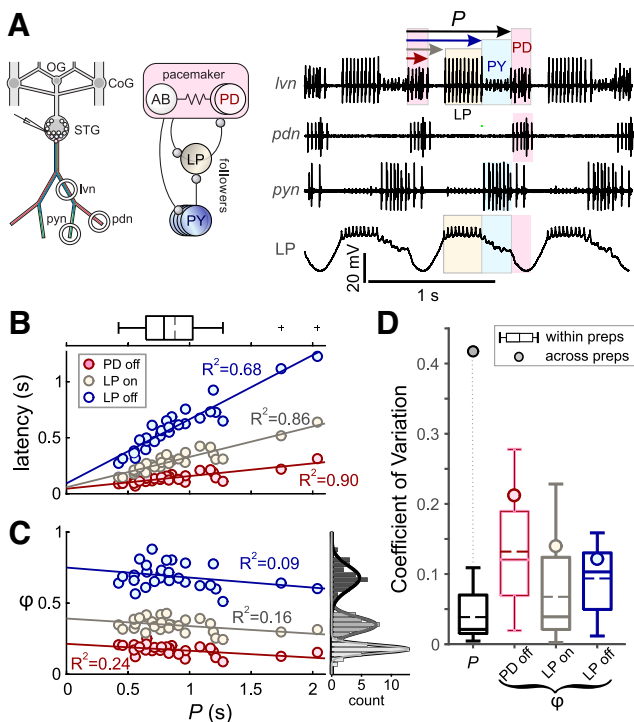 A
OG
CoG
STG
lvn
pyn
pdn
pacemaker
AB
PD
LP
PY
followers
P
PD
PY
lvn
LP
pdn
pyn
LP
20 mV
1 s
B
latency (s)
1
0.5
0
PD off
LP on
LP off
R²=0.68
R²=0.86
R²=0.90
C
φ
1
0.5
0
R²=0.09
R²=0.16
R²=0.24
0
0.5
1
1.5
2
P (s)
0
10
count
D
within preps
across preps
Coefficient of Variation
0.4
0.3
0.2
0.1
0
P
PD off
LP on
LP off
φ